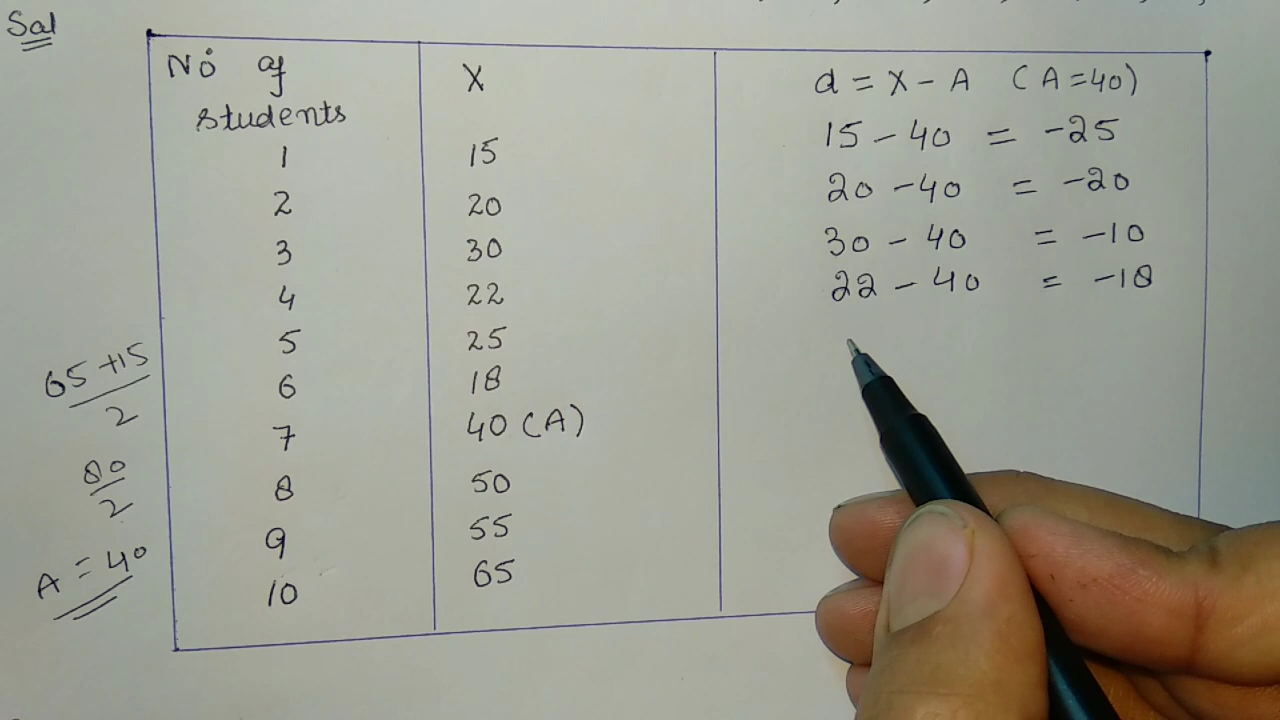 Sol
No of students X d = X - A (A=40)
1 15 15 - 40 = -25
2 20 20 - 40 = -20
3 30 30 - 40 = -10
4 22 22 - 40 = -18
5 25
6 18
7 40 (A)
8 50
9 55
10 65
65+15
2
80
2
A = 40